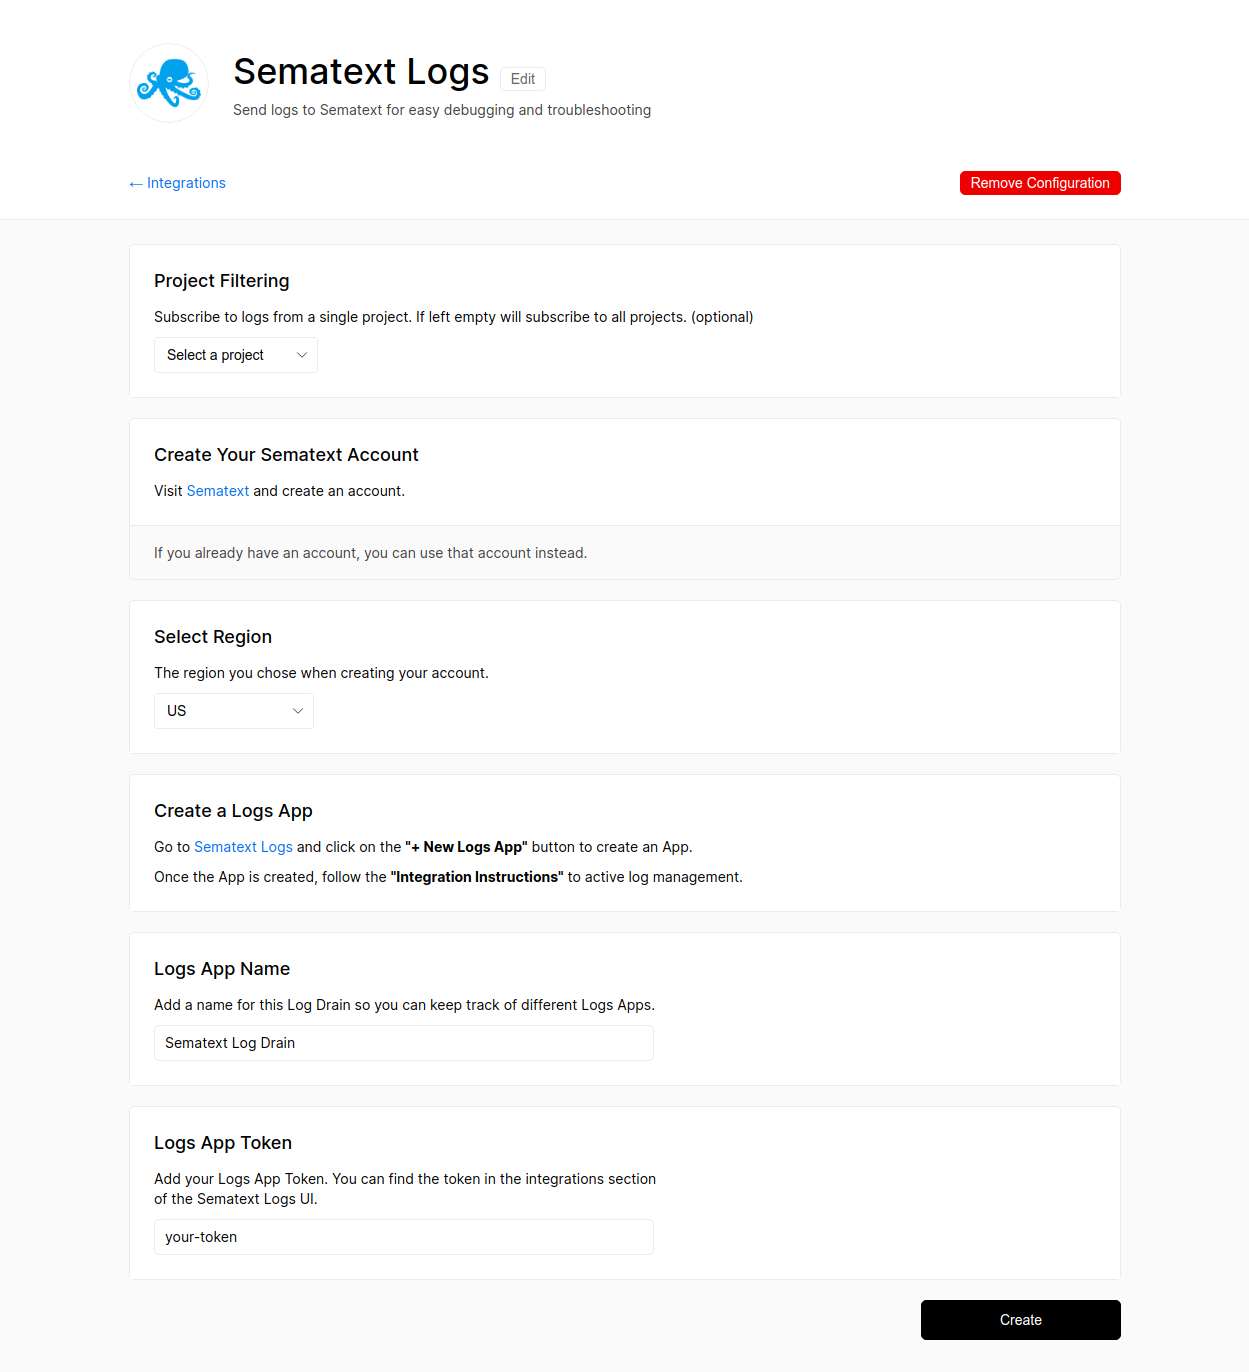 Sematext Logs Edit
Send logs to Sematext for easy debugging and troubleshooting
← Integrations
Remove Configuration
Project Filtering
Subscribe to logs from a single project. If left empty will subscribe to all projects. (optional)
Select a project
Create Your Sematext Account
Visit Sematext and create an account.
If you already have an account, you can use that account instead.
Select Region
The region you chose when creating your account.
US
Create a Logs App
Go to Sematext Logs and click on the "+ New Logs App" button to create an App.
Once the App is created, follow the "Integration Instructions" to active log management.
Logs App Name
Add a name for this Log Drain so you can keep track of different Logs Apps.
Sematext Log Drain
Logs App Token
Add your Logs App Token. You can find the token in the integrations section
of the Sematext Logs UI.
your-token
Create